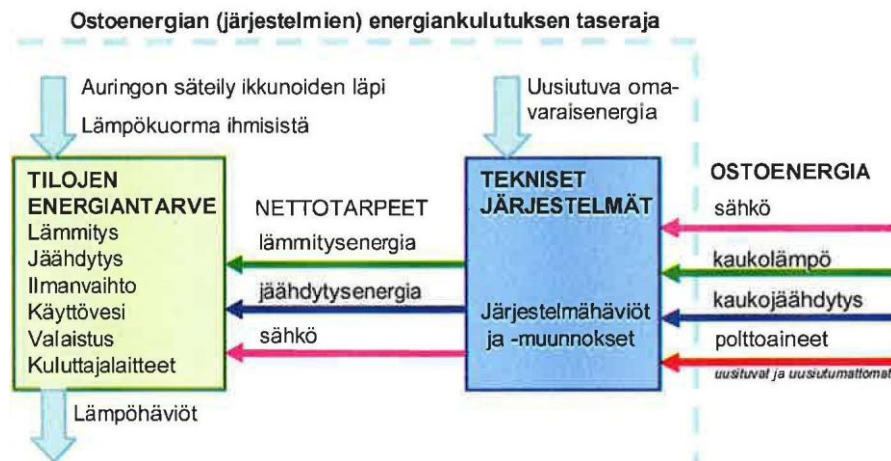 Ostoenergian (järjestelmien) energiankulutuksen taseraja
Auringon säteily ikkunoiden läpi
Lämpökuorma ihmisistä
Uusiutuva oma-
varaisenergia
TILOJEN
ENERGIANTARVE
Lämmitys
Jäähdytys
Ilmanvaihto
Käyttövesi
Valaistus
Kuluttajalaitteet
NETTOTARPEET
lämmitysenergia
jäähdytysenergia
sähkö
TEKNISET
JÄRJESTELMÄT
Järjestelmähäviöt
ja -muunnokset
OSTOENERGIA
sähkö
kaukolämpö
kaukojäähdytys
polttoaineet
uusituvat ja uusiutumattomat
Lämpöhäviöt